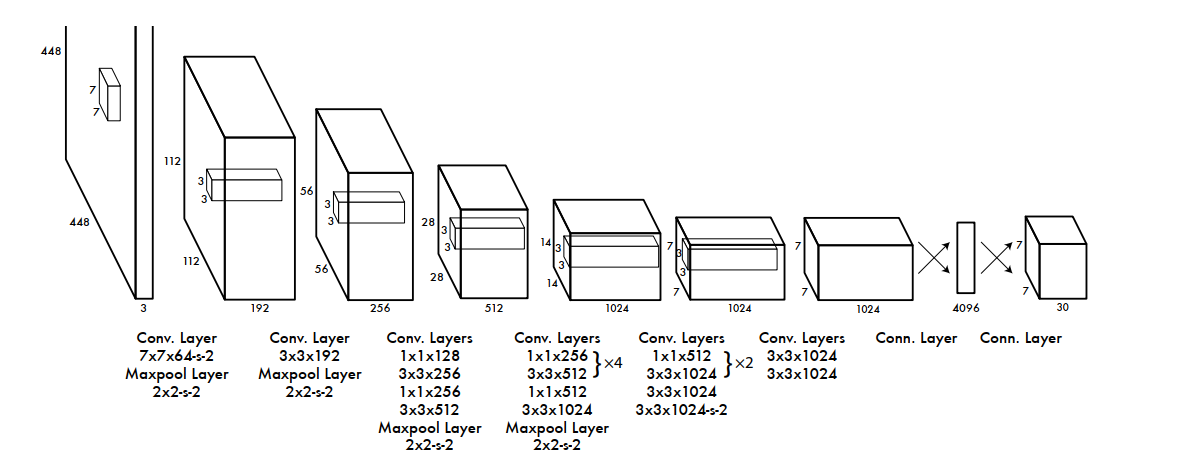 448
7
7
448
3
112
3
3
112
192
56
3
3
56
256
28
3
3
28
512
14
3
3
14
1024
7
3
3
7
1024
7
7
1024
4096
7
7
30
Conv. Layer
7x7x64-s-2
Maxpool Layer
2x2-s-2
Conv. Layer
3x3x192
Maxpool Layer
2x2-s-2
Conv. Layers
1x1x128
3x3x256
1x1x256
3x3x512
Maxpool Layer
2x2-s-2
Conv. Layers
1x1x256
3x3x512
}×4
1x1x512
3x3x1024
Maxpool Layer
2x2-s-2
Conv. Layers
1x1x512
3x3x1024
}×2
3x3x1024
3x3x1024-s-2
Conv. Layers
3x3x1024
3x3x1024
Conn. Layer
Conn. Layer